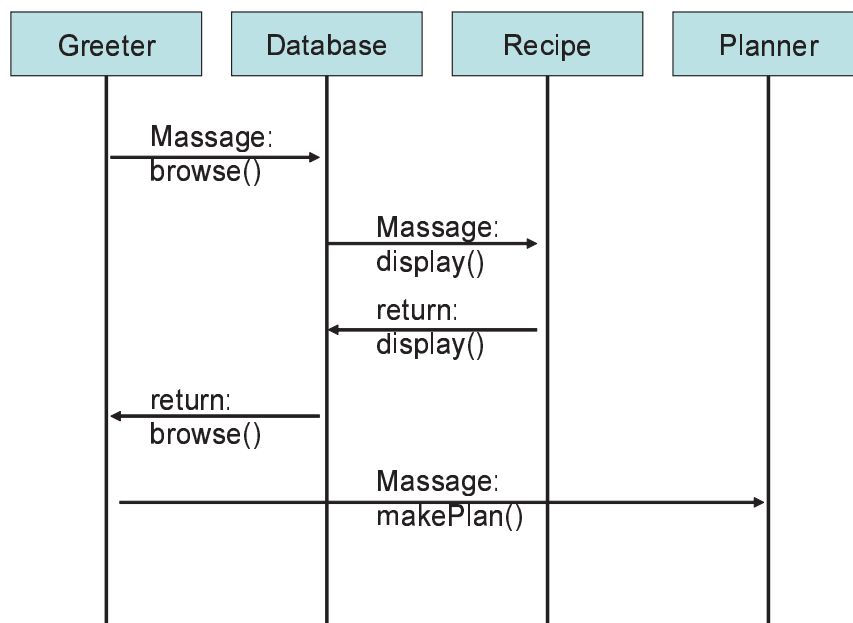 Greeter
Database
Recipe
Planner
Massage:
browse()
Massage:
display()
return:
display()
return:
browse()
Massage:
makePlan()